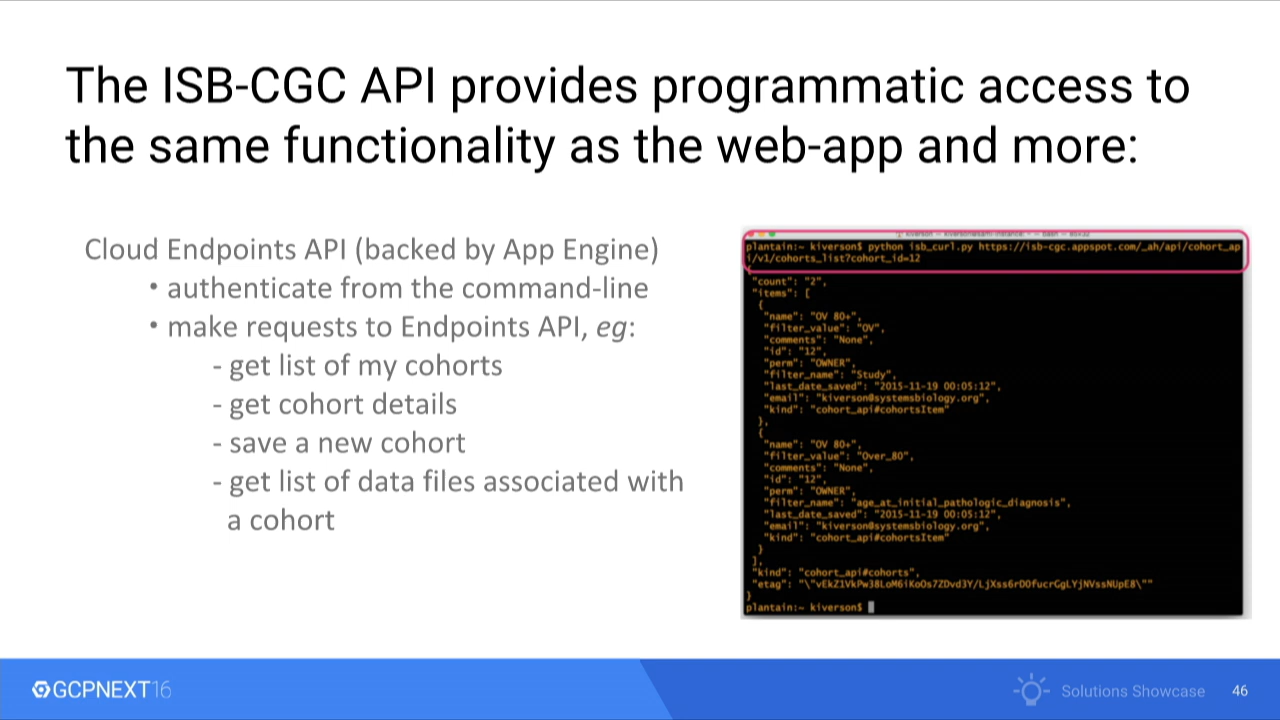 The ISB-CGC API provides programmatic access to
the same functionality as the web-app and more:
Cloud Endpoints API (backed by App Engine)
• authenticate from the command-line
• make requests to Endpoints API, eg:
- get list of my cohorts
- get cohort details
- save a new cohort
- get list of data files associated with
a cohort
plantain:~ kiverson$ python isb_curl.py https://isb-cgc.appspot.com/_ah/api/cohort_ap
i/v1/cohorts_list?cohort_id=12
{
"count": "2",
"items": [
{
"name": "OV 80+",
"filter_value": "OV",
"comments": "None",
"id": "12",
"perm": "OWNER",
"filter_name": "Study",
"last_date_saved": "2015-11-19 00:05:12",
"email": "kiverson@systemsbiology.org",
"kind": "cohort_api#cohortsItem"
},
{
"name": "OV 80+",
"filter_value": "Over_80",
"comments": "None",
"id": "12",
"perm": "OWNER",
"filter_name": "age_at_initial_pathologic_diagnosis",
"last_date_saved": "2015-11-19 00:05:12",
"email": "kiverson@systemsbiology.org",
"kind": "cohort_api#cohortsItem"
}
],
"kind": "cohort_api#cohorts",
"etag":
}
plantain:~ kiverson$
GCPNEXT16
Solutions Showcase 46